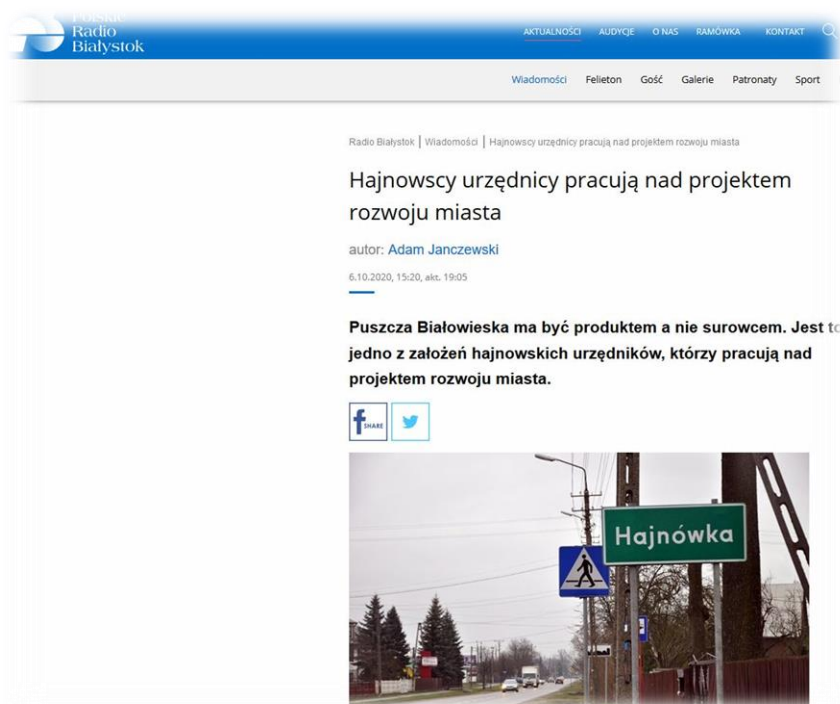 Polskie
Radio
Białystok
AKTUALNOŚCI AUDYCJE O NAS RAMÓWKA KONTAKT
Wiadomości Felieton Gość Galerie Patronaty Sport
Radio Białystok | Wiadomości | Hajnowscy urzędnicy pracują nad projektem rozwoju miasta
Hajnowscy urzędnicy pracują nad projektem
rozwoju miasta
autor: Adam Janczewski
6.10.2020, 15:20, akt. 19:05
Puszcza Białowieska ma być produktem a nie surowcem. Jest to
jedno z założeń hajnowskich urzędników, którzy pracują nad
projektem rozwoju miasta.
f SHARE
Hajnówka